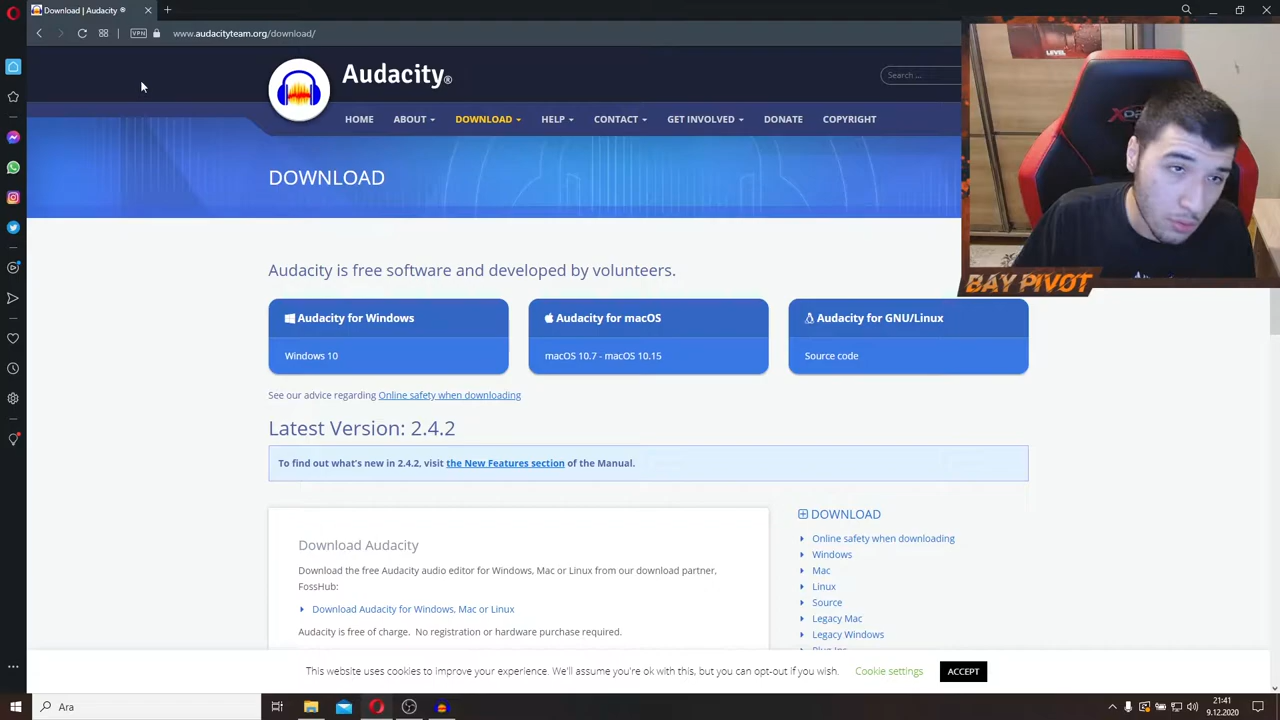 Download | Audacity ®
VPN
www.audacityteam.org/download/
Audacity®
Search ...
HOME
ABOUT
DOWNLOAD
HELP
CONTACT
GET INVOLVED
DONATE
COPYRIGHT
DOWNLOAD
LEVEL
BAY PIVOT
Audacity is free software and developed by volunteers.
Audacity for Windows
Windows 10
Audacity for macOS
macOS 10.7 - macOS 10.15
Audacity for GNU/Linux
Source code
See our advice regarding Online safety when downloading
Latest Version: 2.4.2
To find out what's new in 2.4.2, visit the New Features section of the Manual.
Download Audacity
Download the free Audacity audio editor for Windows, Mac or Linux from our download partner,
FossHub:
Download Audacity for Windows, Mac or Linux
Audacity is free of charge. No registration or hardware purchase required.
DOWNLOAD
Online safety when downloading
Windows
Mac
Linux
Source
Legacy Mac
Legacy Windows
This website uses cookies to improve your experience. We'll assume you're ok with this, but you can opt-out if you wish.
Cookie settings
ACCEPT
Ara
21:41
9.12.2020